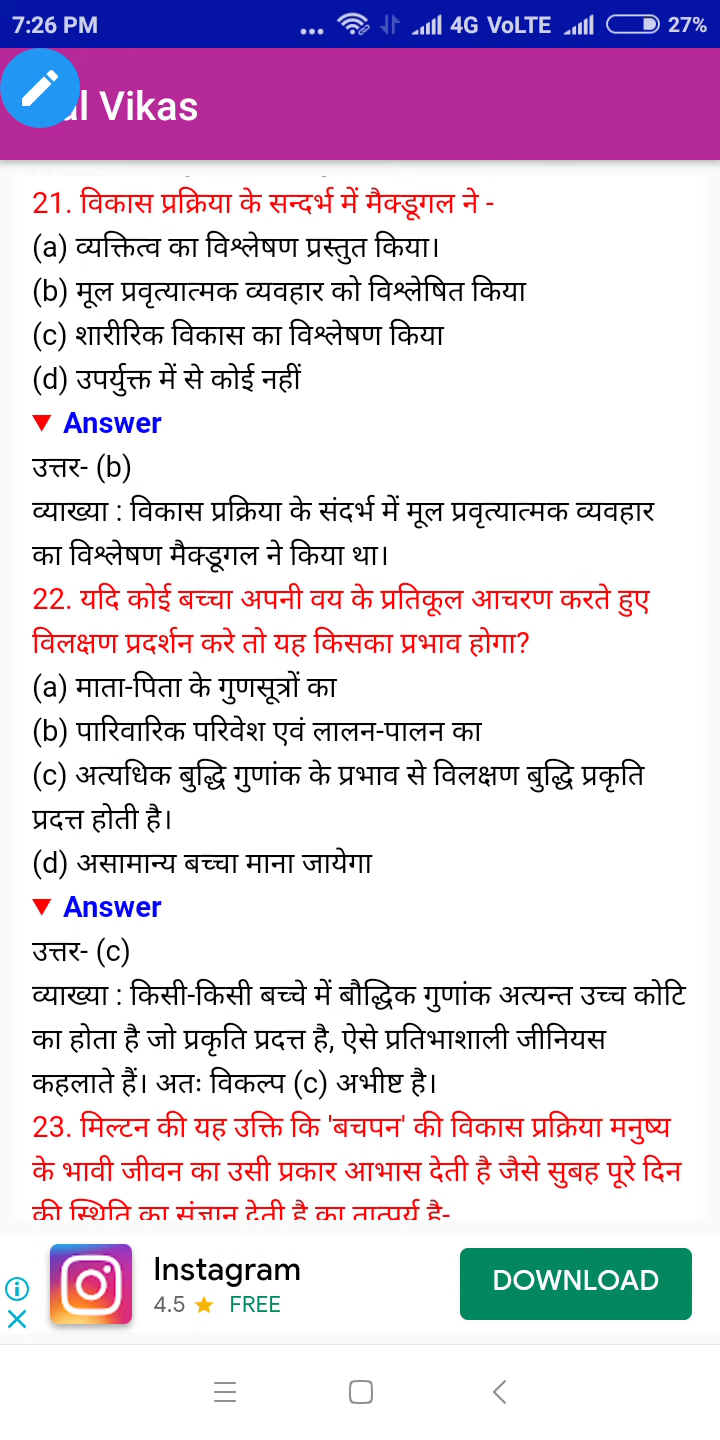 7:26 PM
... 4G VoLTE 27%
l Vikas
21. विकास प्रक्रिया के सन्दर्भ में मैक्डूगल ने -
(a) व्यक्तित्व का विश्लेषण प्रस्तुत किया।
(b) मूल प्रवृत्यात्मक व्यवहार को विश्लेषित किया
(c) शारीरिक विकास का विश्लेषण किया
(d) उपर्युक्त में से कोई नहीं
▼ Answer
उत्तर- (b)
व्याख्या : विकास प्रक्रिया के संदर्भ में मूल प्रवृत्यात्मक व्यवहार
का विश्लेषण मैक्डूगल ने किया था।
22. यदि कोई बच्चा अपनी वय के प्रतिकूल आचरण करते हुए
विलक्षण प्रदर्शन करे तो यह किसका प्रभाव होगा?
(a) माता-पिता के गुणसूत्रों का
(b) पारिवारिक परिवेश एवं लालन-पालन का
(c) अत्यधिक बुद्धि गुणांक के प्रभाव से विलक्षण बुद्धि प्रकृति
प्रदत्त होती है।
(d) असामान्य बच्चा माना जायेगा
▼ Answer
उत्तर- (c)
व्याख्या : किसी-किसी बच्चे में बौद्धिक गुणांक अत्यन्त उच्च कोटि
का होता है जो प्रकृति प्रदत्त है, ऐसे प्रतिभाशाली जीनियस
कहलाते हैं। अतः विकल्प (c) अभीष्ट है।
23. मिल्टन की यह उक्ति कि 'बचपन' की विकास प्रक्रिया मनुष्य
के भावी जीवन का उसी प्रकार आभास देती है जैसे सुबह पूरे दिन
की स्थिति का संज्ञान देती है का तात्पर्य है-
Instagram
4.5 ★ FREE
DOWNLOAD